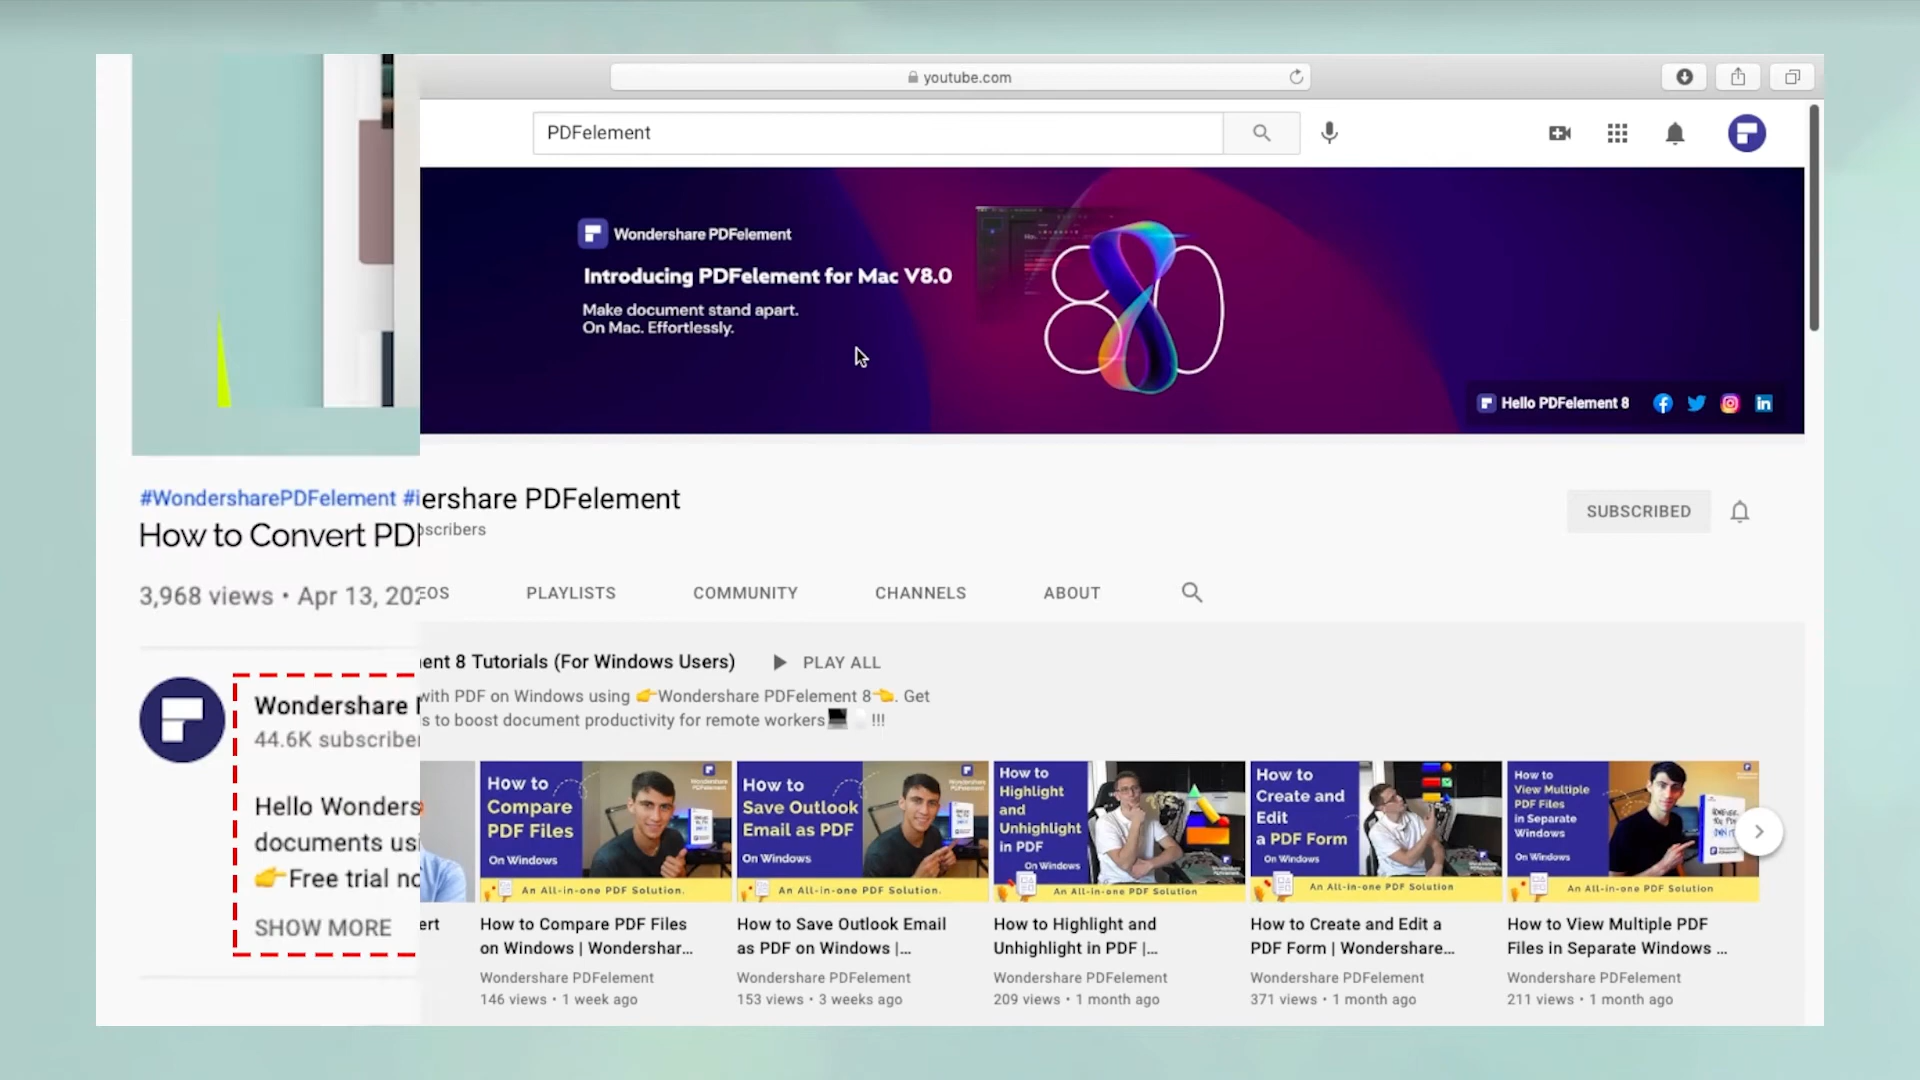 youtube.com
PDFelement
Wondershare PDFelement
Introducing PDFelement for Mac V8.0
Make document stand apart.
On Mac. Effortlessly.
80
Hello PDFelement 8
#WondersharePDFelement #i
ershare PDFelement
SUBSCRIBED
How to Convert PD
bscribers
3,968 views • Apr 13, 202
EOS
PLAYLISTS
COMMUNITY
CHANNELS
ABOUT
ent 8 Tutorials (For Windows Users)
PLAY ALL
with PDF on Windows using 👉Wondershare PDFelement 8👈. Get
s to boost document productivity for remote workers💻 !!!
Wondershare
44.6K subscriber
Hello Wonders
documents usi
👉Free trial no
SHOW MORE
How to
Compare
PDF Files
On Windows
An All-in-one PDF Solution.
How to
Save Outlook
Email as PDF
On Windows
An All-in-one PDF Solution.
How to
Highlight
and
Unhighlight
in PDF
On Windows
An All-in-one PDF Solution
How to
Create and
Edit
a PDF Form
On Windows
An All-in-one PDF Solution
How to
View Multiple
PDF Files
in Separate
Windows
On Windows
An All-in-one PDF Solution
ert
How to Compare PDF Files
on Windows | Wondershar...
Wondershare PDFelement
146 views • 1 week ago
How to Save Outlook Email
as PDF on Windows |...
Wondershare PDFelement
153 views • 3 weeks ago
How to Highlight and
Unhighlight in PDF |...
Wondershare PDFelement
209 views • 1 month ago
How to Create and Edit a
PDF Form | Wondershare...
Wondershare PDFelement
371 views • 1 month ago
How to View Multiple PDF
Files in Separate Windows ...
Wondershare PDFelement
211 views • 1 month ago